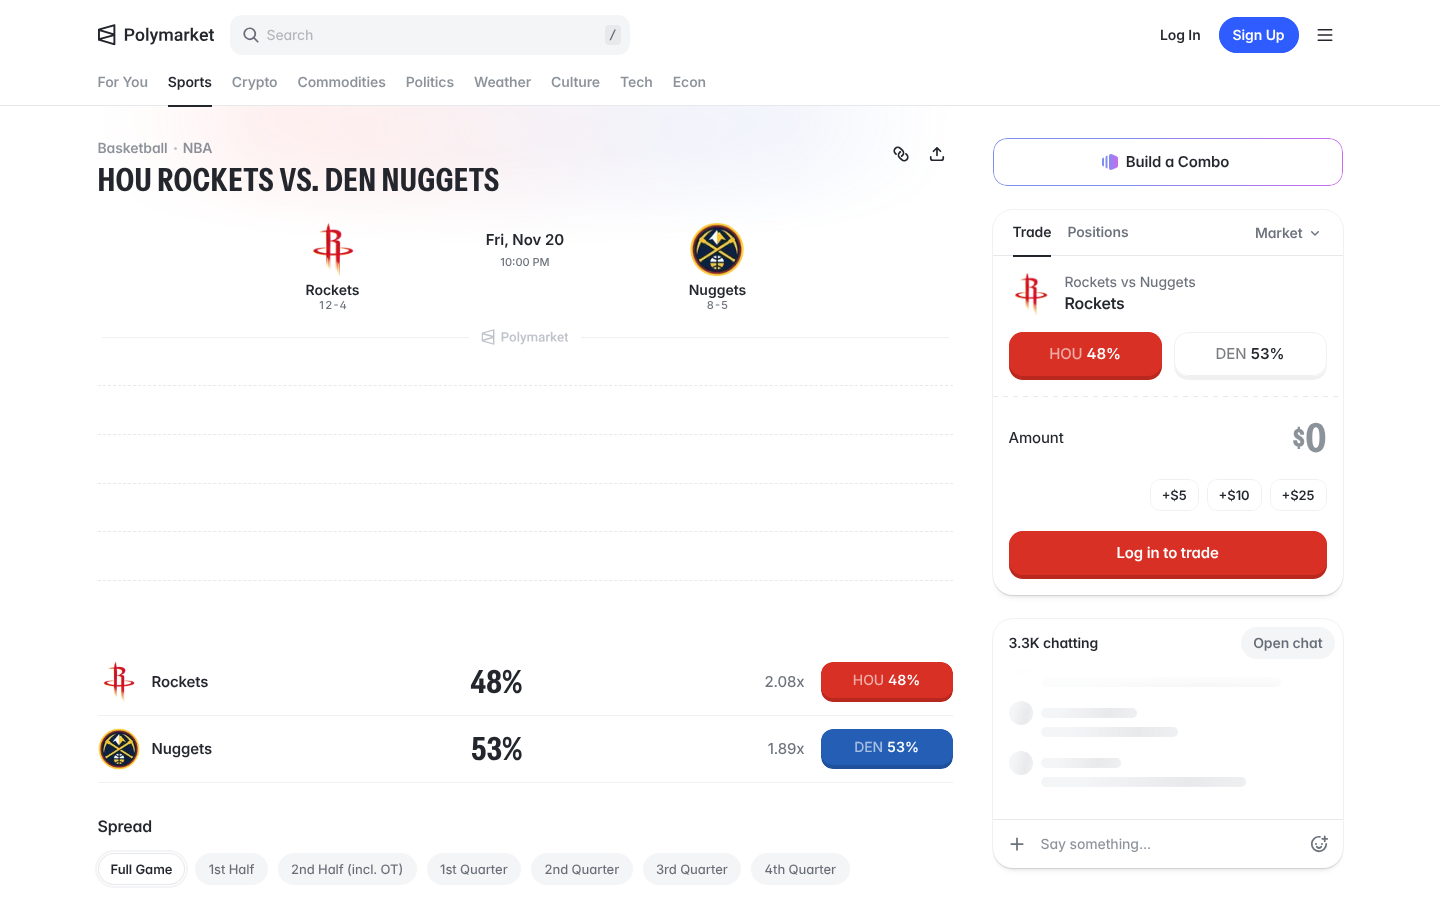 Polymarket
Search
/
Log In
Sign Up
For You
Sports
Crypto
Commodities
Politics
Weather
Culture
Tech
Econ
Basketball · NBA
HOU ROCKETS VS. DEN NUGGETS
Rockets
12-4
Fri, Nov 20
10:00 PM
Nuggets
8-5
Polymarket
Rockets
48%
2.08x
HOU 48%
Nuggets
53%
1.89x
DEN 53%
Spread
Full Game
1st Half
2nd Half (incl. OT)
1st Quarter
2nd Quarter
3rd Quarter
4th Quarter
Build a Combo
Trade
Positions
Market
Rockets vs Nuggets
Rockets
HOU 48%
DEN 53%
Amount
$0
+$5
+$10
+$25
Log in to trade
3.3K chatting
Open chat
Say something...